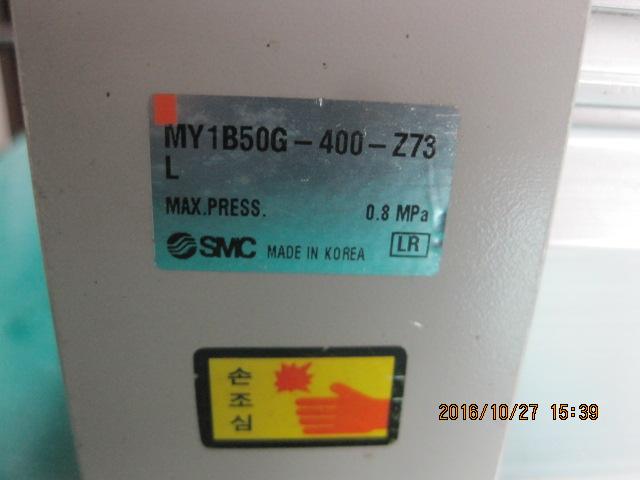 MY1B50G-400-Z73
L
MAX.PRESS. 0.8 MPa
SMC MADE IN KOREA LR
손조심
2016/10/27 15:39